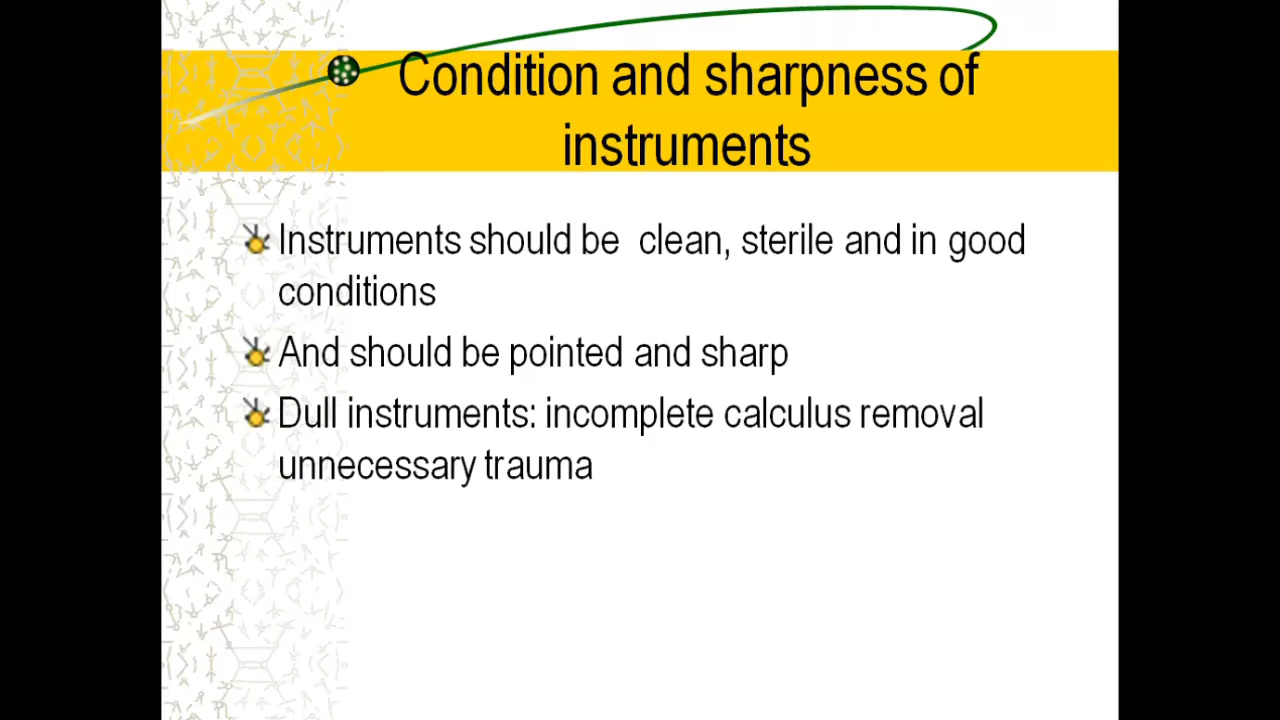 Condition and sharpness of
instruments
Instruments should be  clean, sterile and in good
conditions
And should be pointed and sharp
Dull instruments: incomplete calculus removal
unnecessary trauma